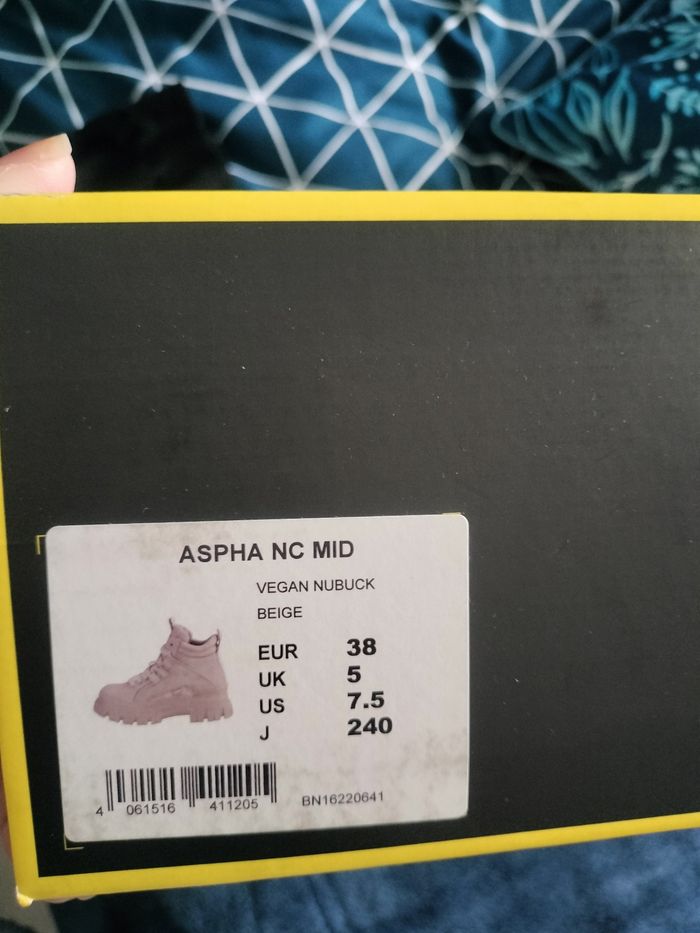 ASPHA NC MID
VEGAN NUBUCK
BEIGE
EUR 38
UK 5
US 7.5
J 240
4 061516 411205 BN16220641